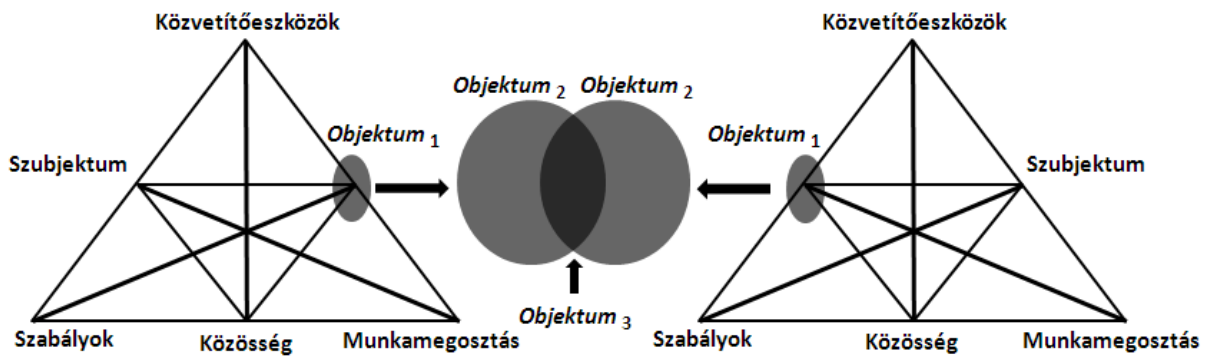 Közvetítőeszközök
Közvetítőeszközök
Objektum 2
Objektum 2
Objektum 1
Objektum 1
Szubjektum
Szubjektum
Objektum 3
Szabályok
Közösség
Munkamegosztás
Szabályok
Közösség
Munkamegosztás